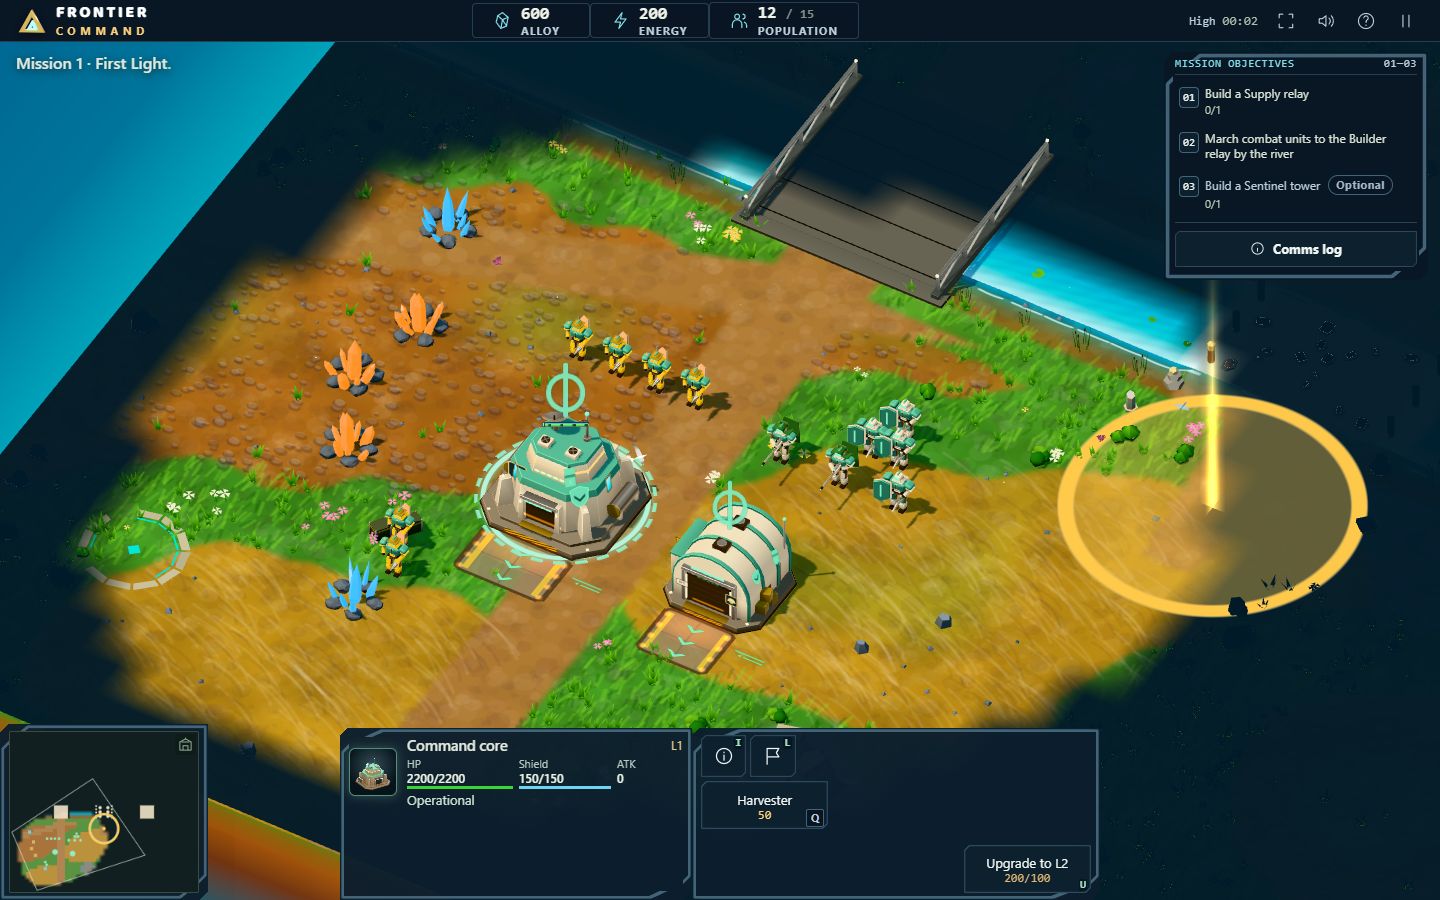 FRONTIER
COMMAND
600
ALLOY
200
ENERGY
12 / 15
POPULATION
High 00:02
Mission 1 · First Light.
MISSION OBJECTIVES 01—03
01 Build a Supply relay
0/1
02 March combat units to the Builder
relay by the river
03 Build a Sentinel tower Optional
0/1
Comms log
Command core L1
HP Shield ATK
2200/2200 150/150 0
Operational
I L
Harvester
50
Q
Upgrade to L2
200/100
U